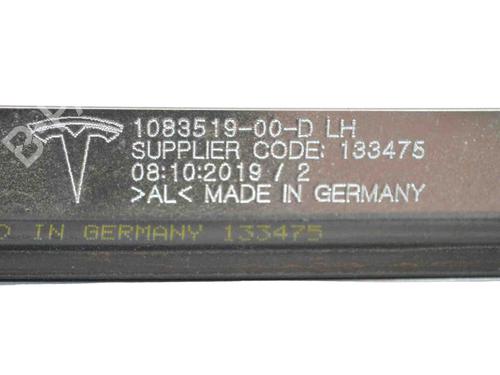 1083519-00-D LH
SUPPLIER CODE: 133475
08:10:2019 / 2
>AL< MADE IN GERMANY
IN GERMANY 133475